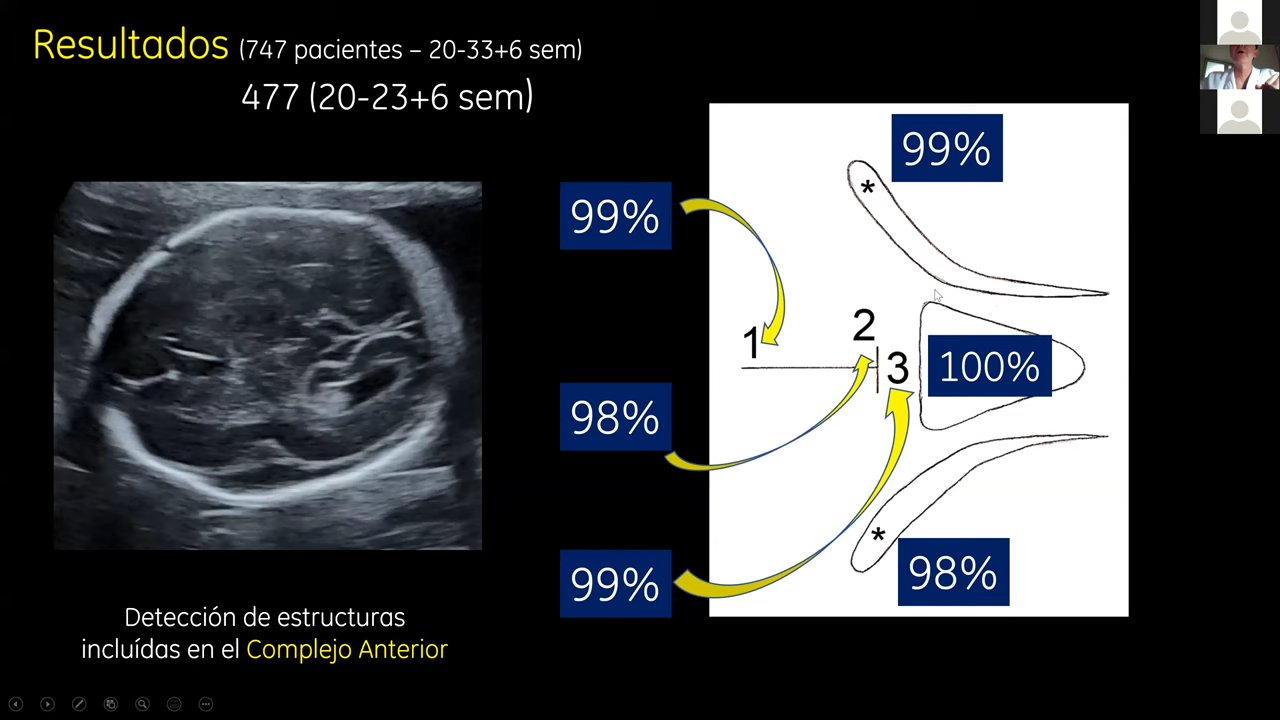 Resultados (747 pacientes – 20-33+6 sem)
477 (20-23+6 sem)
99%
*
99%
1
2
3
100%
98%
*
99%
98%
Detección de estructuras
incluídas en el Complejo Anterior